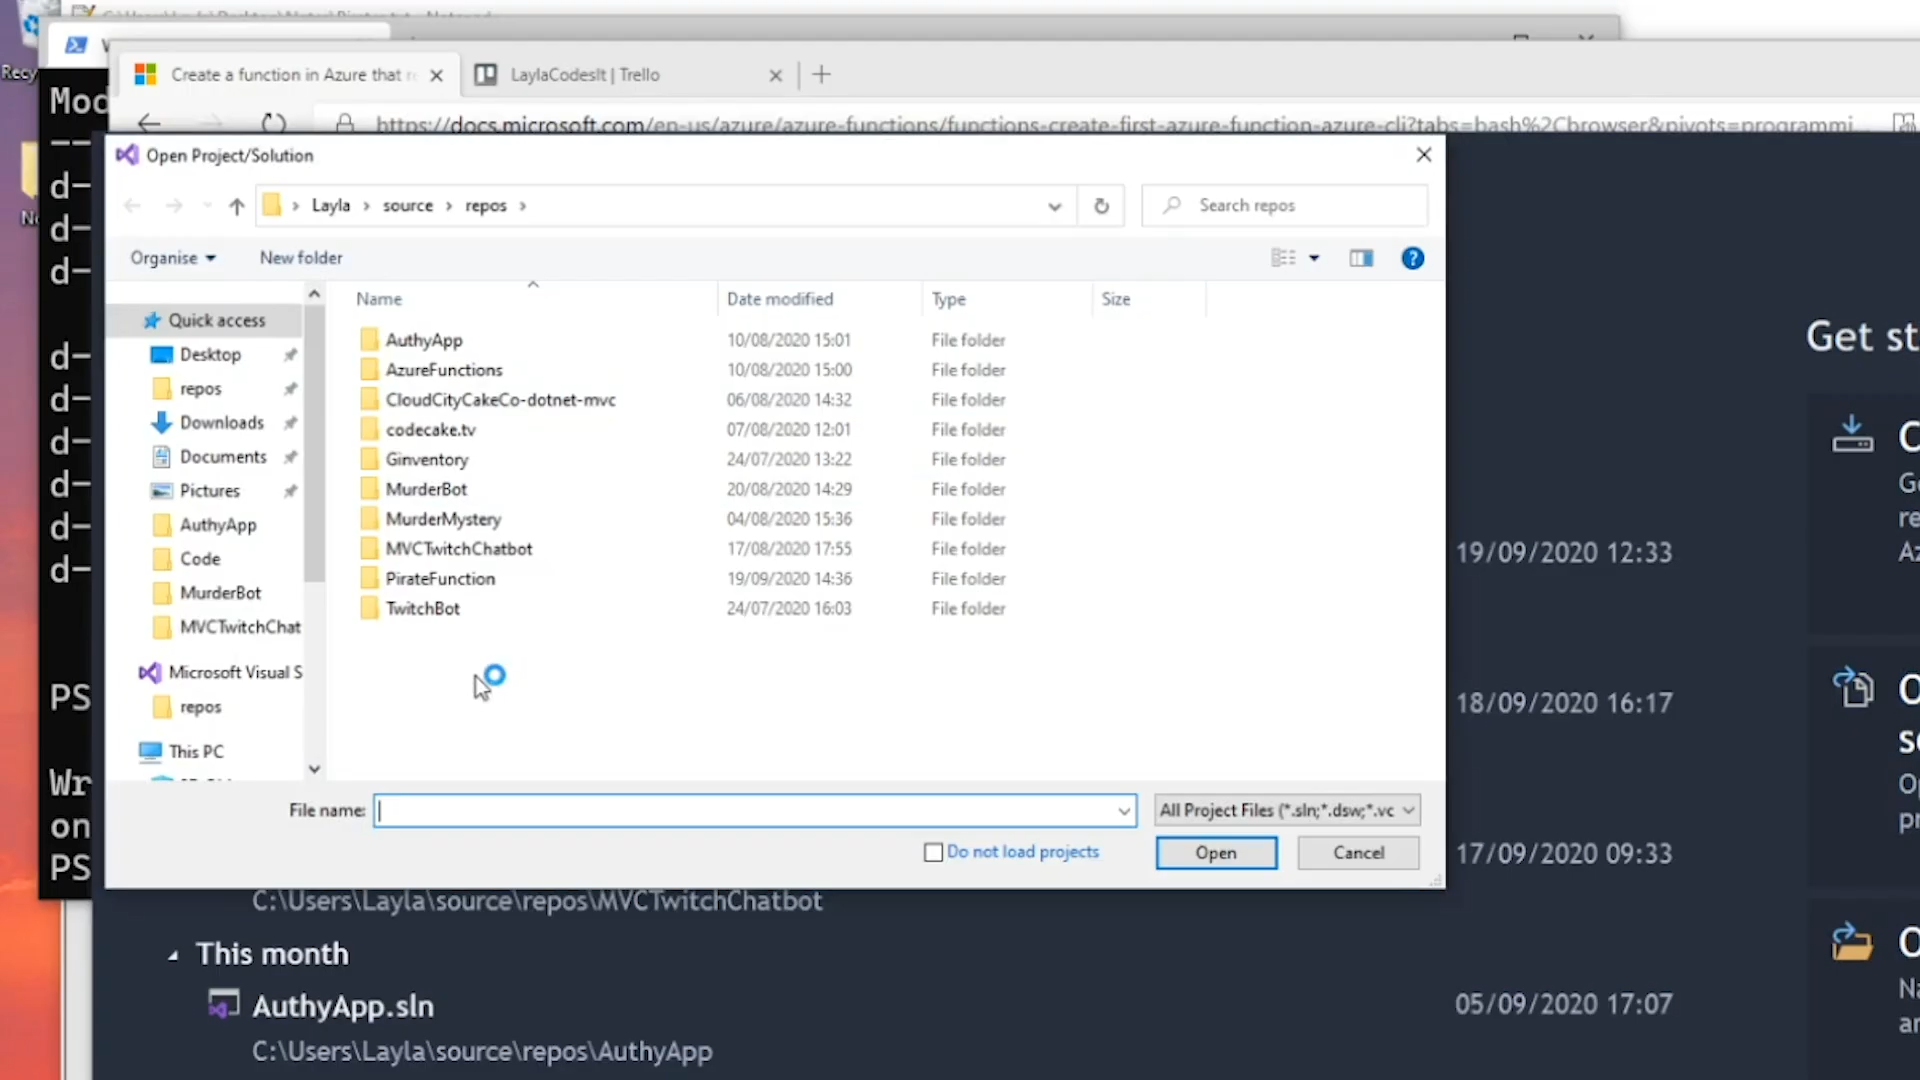 Recy
Mod
Create a function in Azure that re
LaylaCodesIt | Trello
https://docs.microsoft.com/en-us/azure/azure-functions/functions-create-first-azure-function-azure-cli?tabs=bash%2Cbrowser&pivots=programmi...
Open Project/Solution
Layla > source > repos >
Search repos
Organise
New folder
Name
Date modified
Type
Size
Quick access
Desktop
repos
Downloads
Documents
Pictures
AuthyApp
Code
MurderBot
MVCTwitchChat
Microsoft Visual S
repos
This PC
AuthyApp 10/08/2020 15:01 File folder
AzureFunctions 10/08/2020 15:00 File folder
CloudCityCakeCo-dotnet-mvc 06/08/2020 14:32 File folder
codecake.tv 07/08/2020 12:01 File folder
Ginventory 24/07/2020 13:22 File folder
MurderBot 20/08/2020 14:29 File folder
MurderMystery 04/08/2020 15:36 File folder
MVCTwitchChatbot 17/08/2020 17:55 File folder
PirateFunction 19/09/2020 14:36 File folder
TwitchBot 24/07/2020 16:03 File folder
File name:
All Project Files (*.sln;*.dsw;*.vc
Do not load projects
Open
Cancel
d-
d-
d-
d-
d-
d-
d-
d-
d-
PS
Wr
on
PS
Get st
19/09/2020 12:33
18/09/2020 16:17
17/09/2020 09:33
C:\Users\Layla\source\repos\MVCTwitchChatbot
This month
AuthyApp.sln
05/09/2020 17:07
C:\Users\Layla\source\repos\AuthyApp